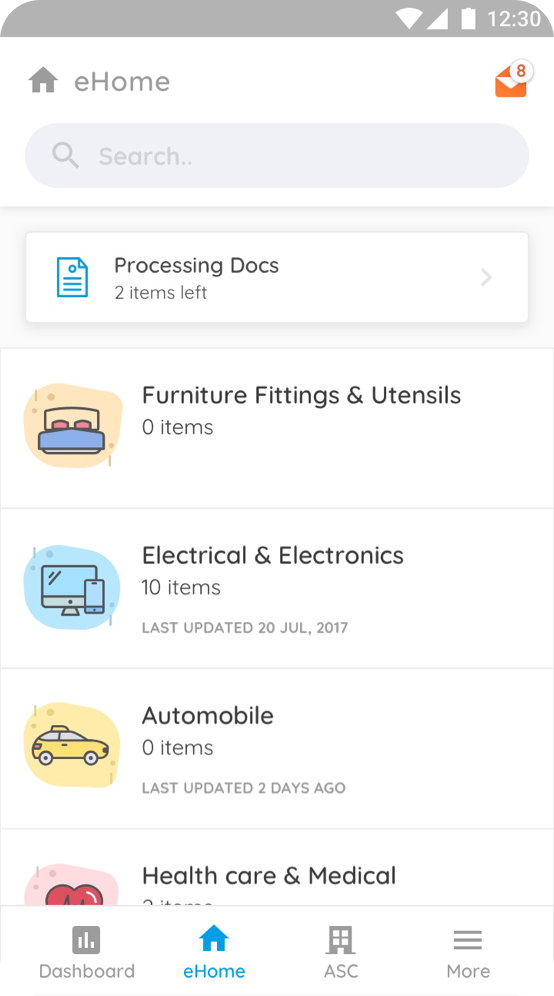 12:30
eHome
8
Search..
Processing Docs
2 items left
Furniture Fittings & Utensils
0 items
Electrical & Electronics
10 items
LAST UPDATED 20 JUL, 2017
Automobile
0 items
LAST UPDATED 2 DAYS AGO
Health care & Medical
items
Dashboard
eHome
ASC
More